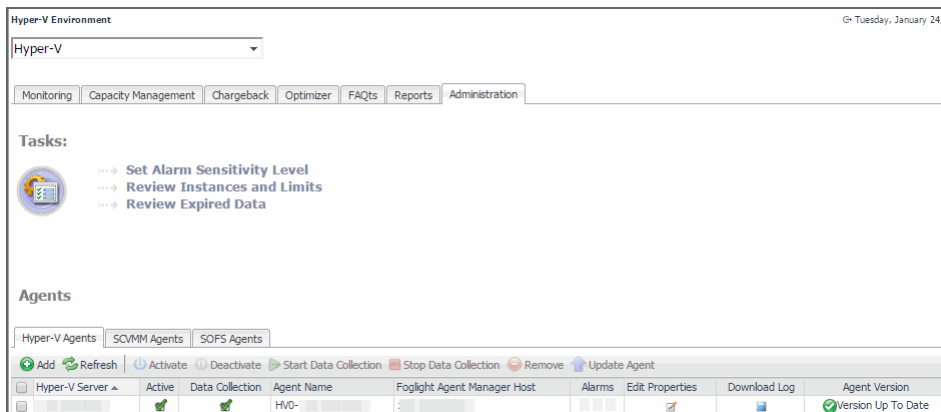 Hyper-V Environment Tuesday, January 24,
Hyper-V
Monitoring Capacity Management Chargeback Optimizer FAQts Reports Administration
Tasks:
Set Alarm Sensitivity Level
Review Instances and Limits
Review Expired Data
Agents
Hyper-V Agents SCVMM Agents SOFS Agents
Add Refresh Activate Deactivate Start Data Collection Stop Data Collection Remove Update Agent
Hyper-V Server Active Data Collection Agent Name Foglight Agent Manager Host Alarms Edit Properties Download Log Agent Version
HV0- Version Up To Date